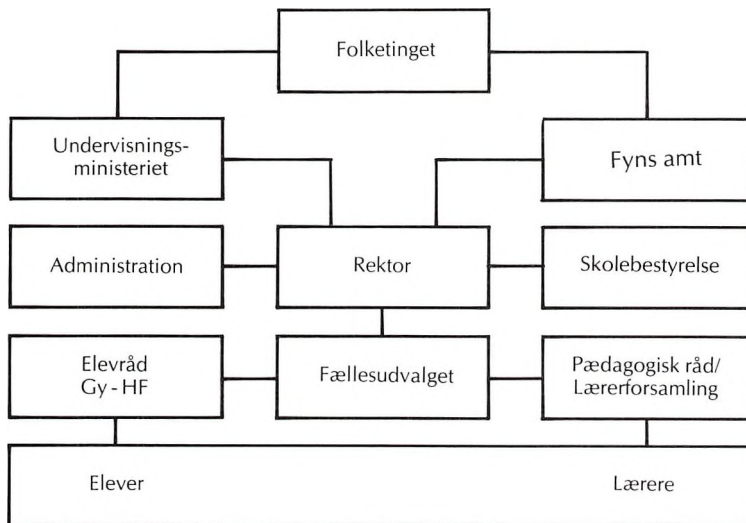 Folketinget
Undervisnings-
ministeriet
Fyns amt
Administration
Rektor
Skolebestyrelse
Elevråd
Gy - HF
Fællesudvalget
Pædagogisk råd/
Lærerforsamling
Elever
Lærere